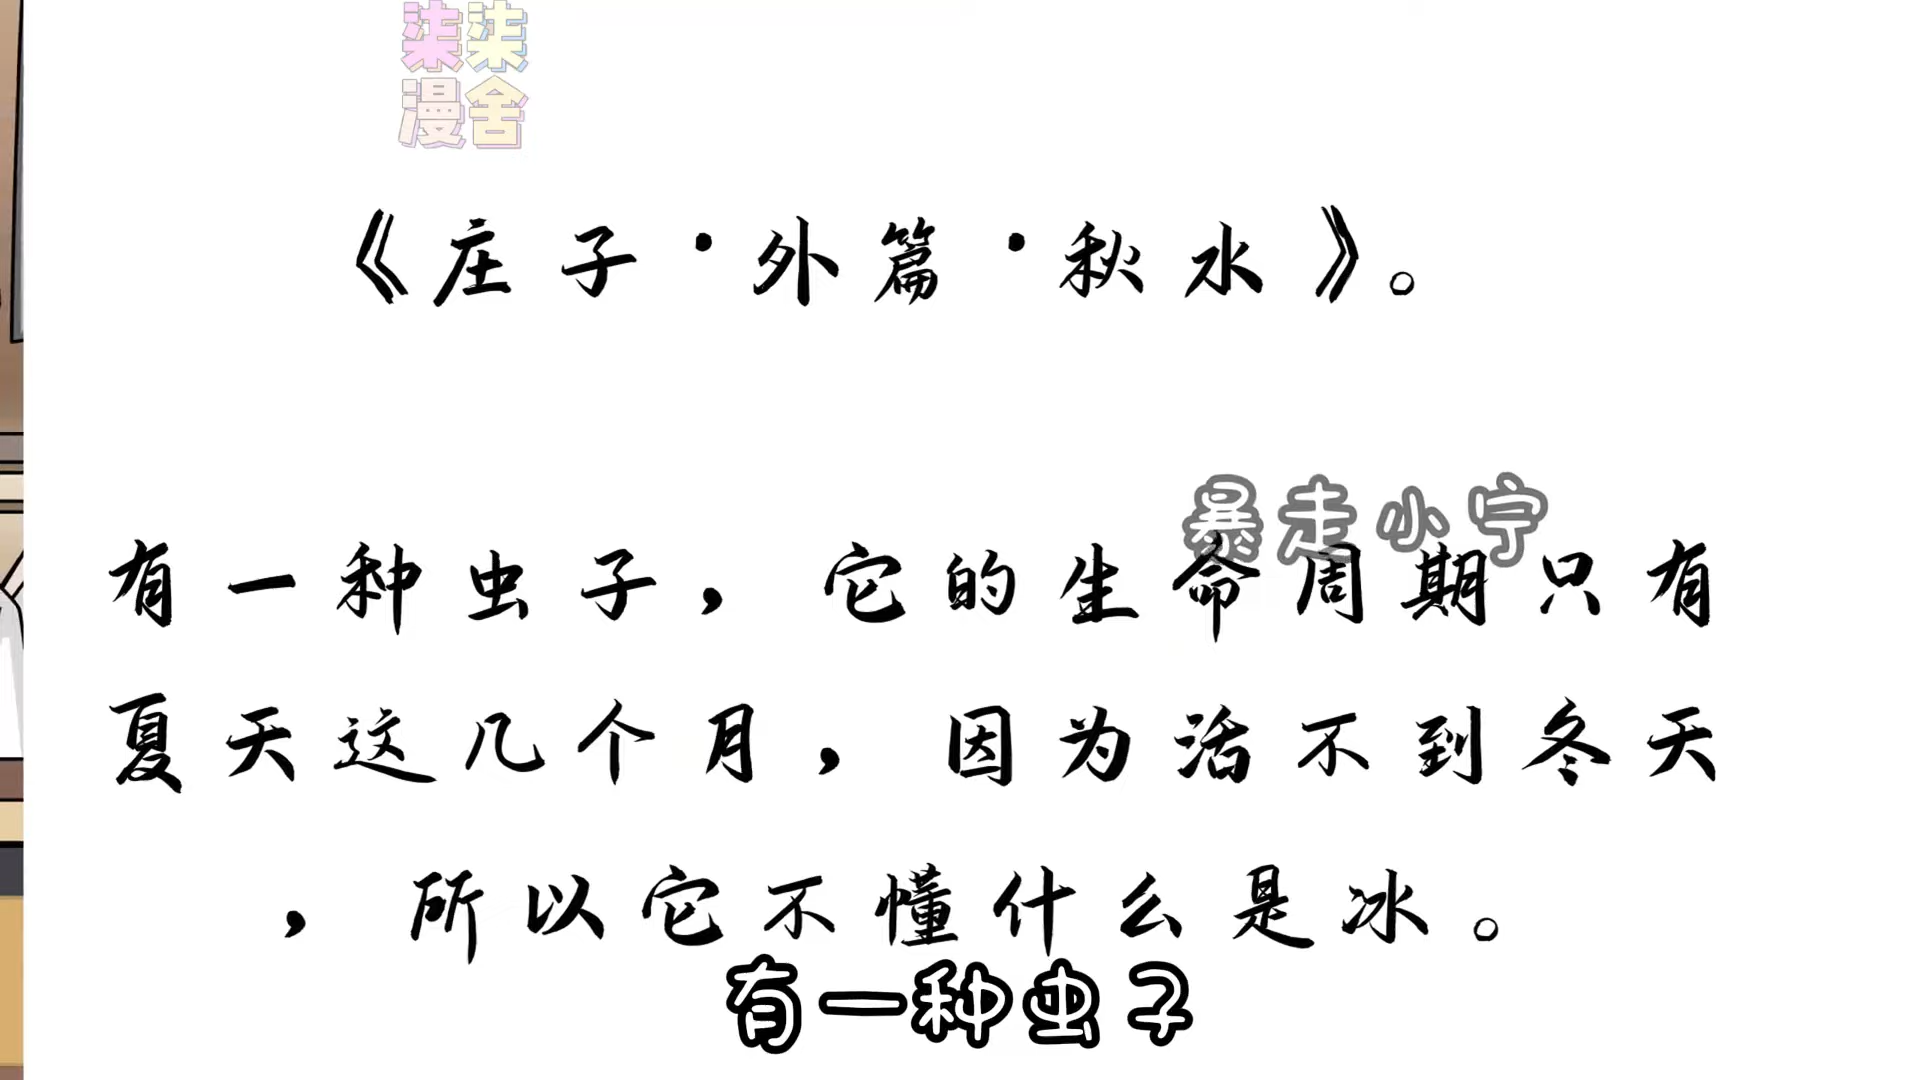 柒柒
漫舍
《庄子·外篇·秋水》。
暴走小宁
有一种虫子，它的生命周期只有
夏天这几个月，因为活不到冬天
，所以它不懂什么是冰。
有一种虫子